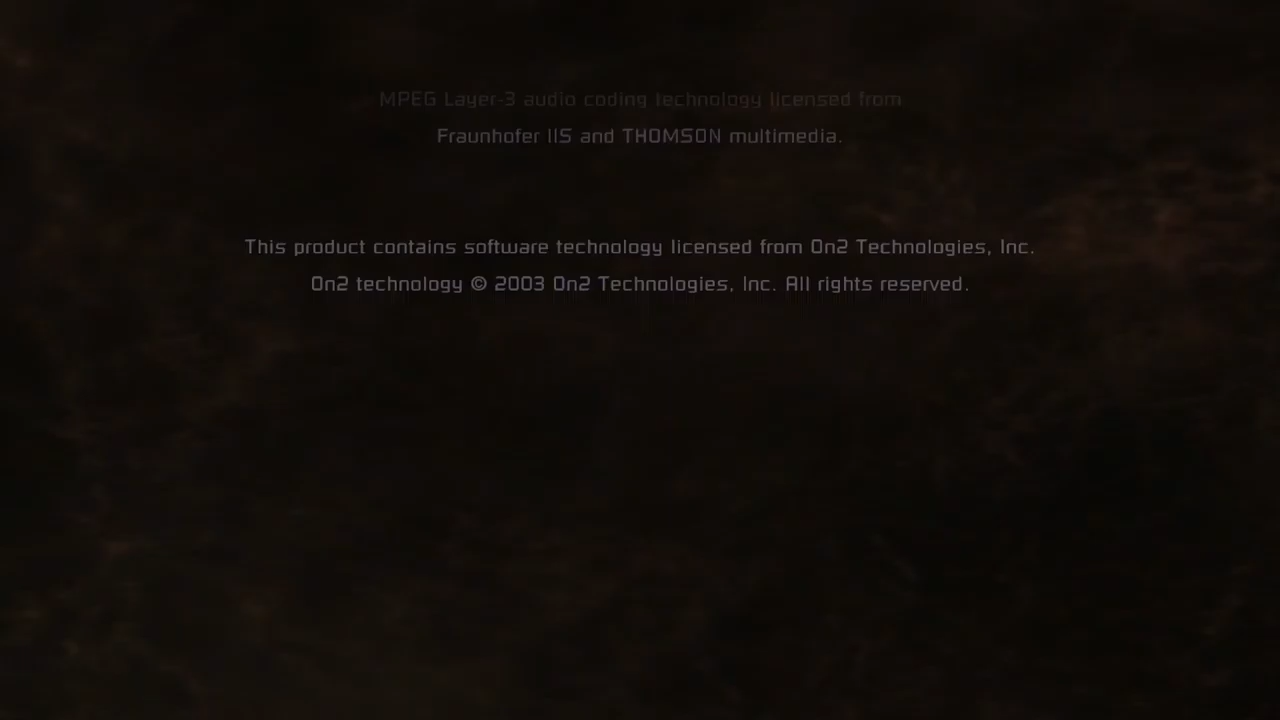 MPEG Layer-3 audio coding technology licensed from
Fraunhofer IIS and THOMSON multimedia.
This product contains software technology licensed from On2 Technologies, Inc.
On2 technology © 2003 On2 Technologies, Inc. All rights reserved.